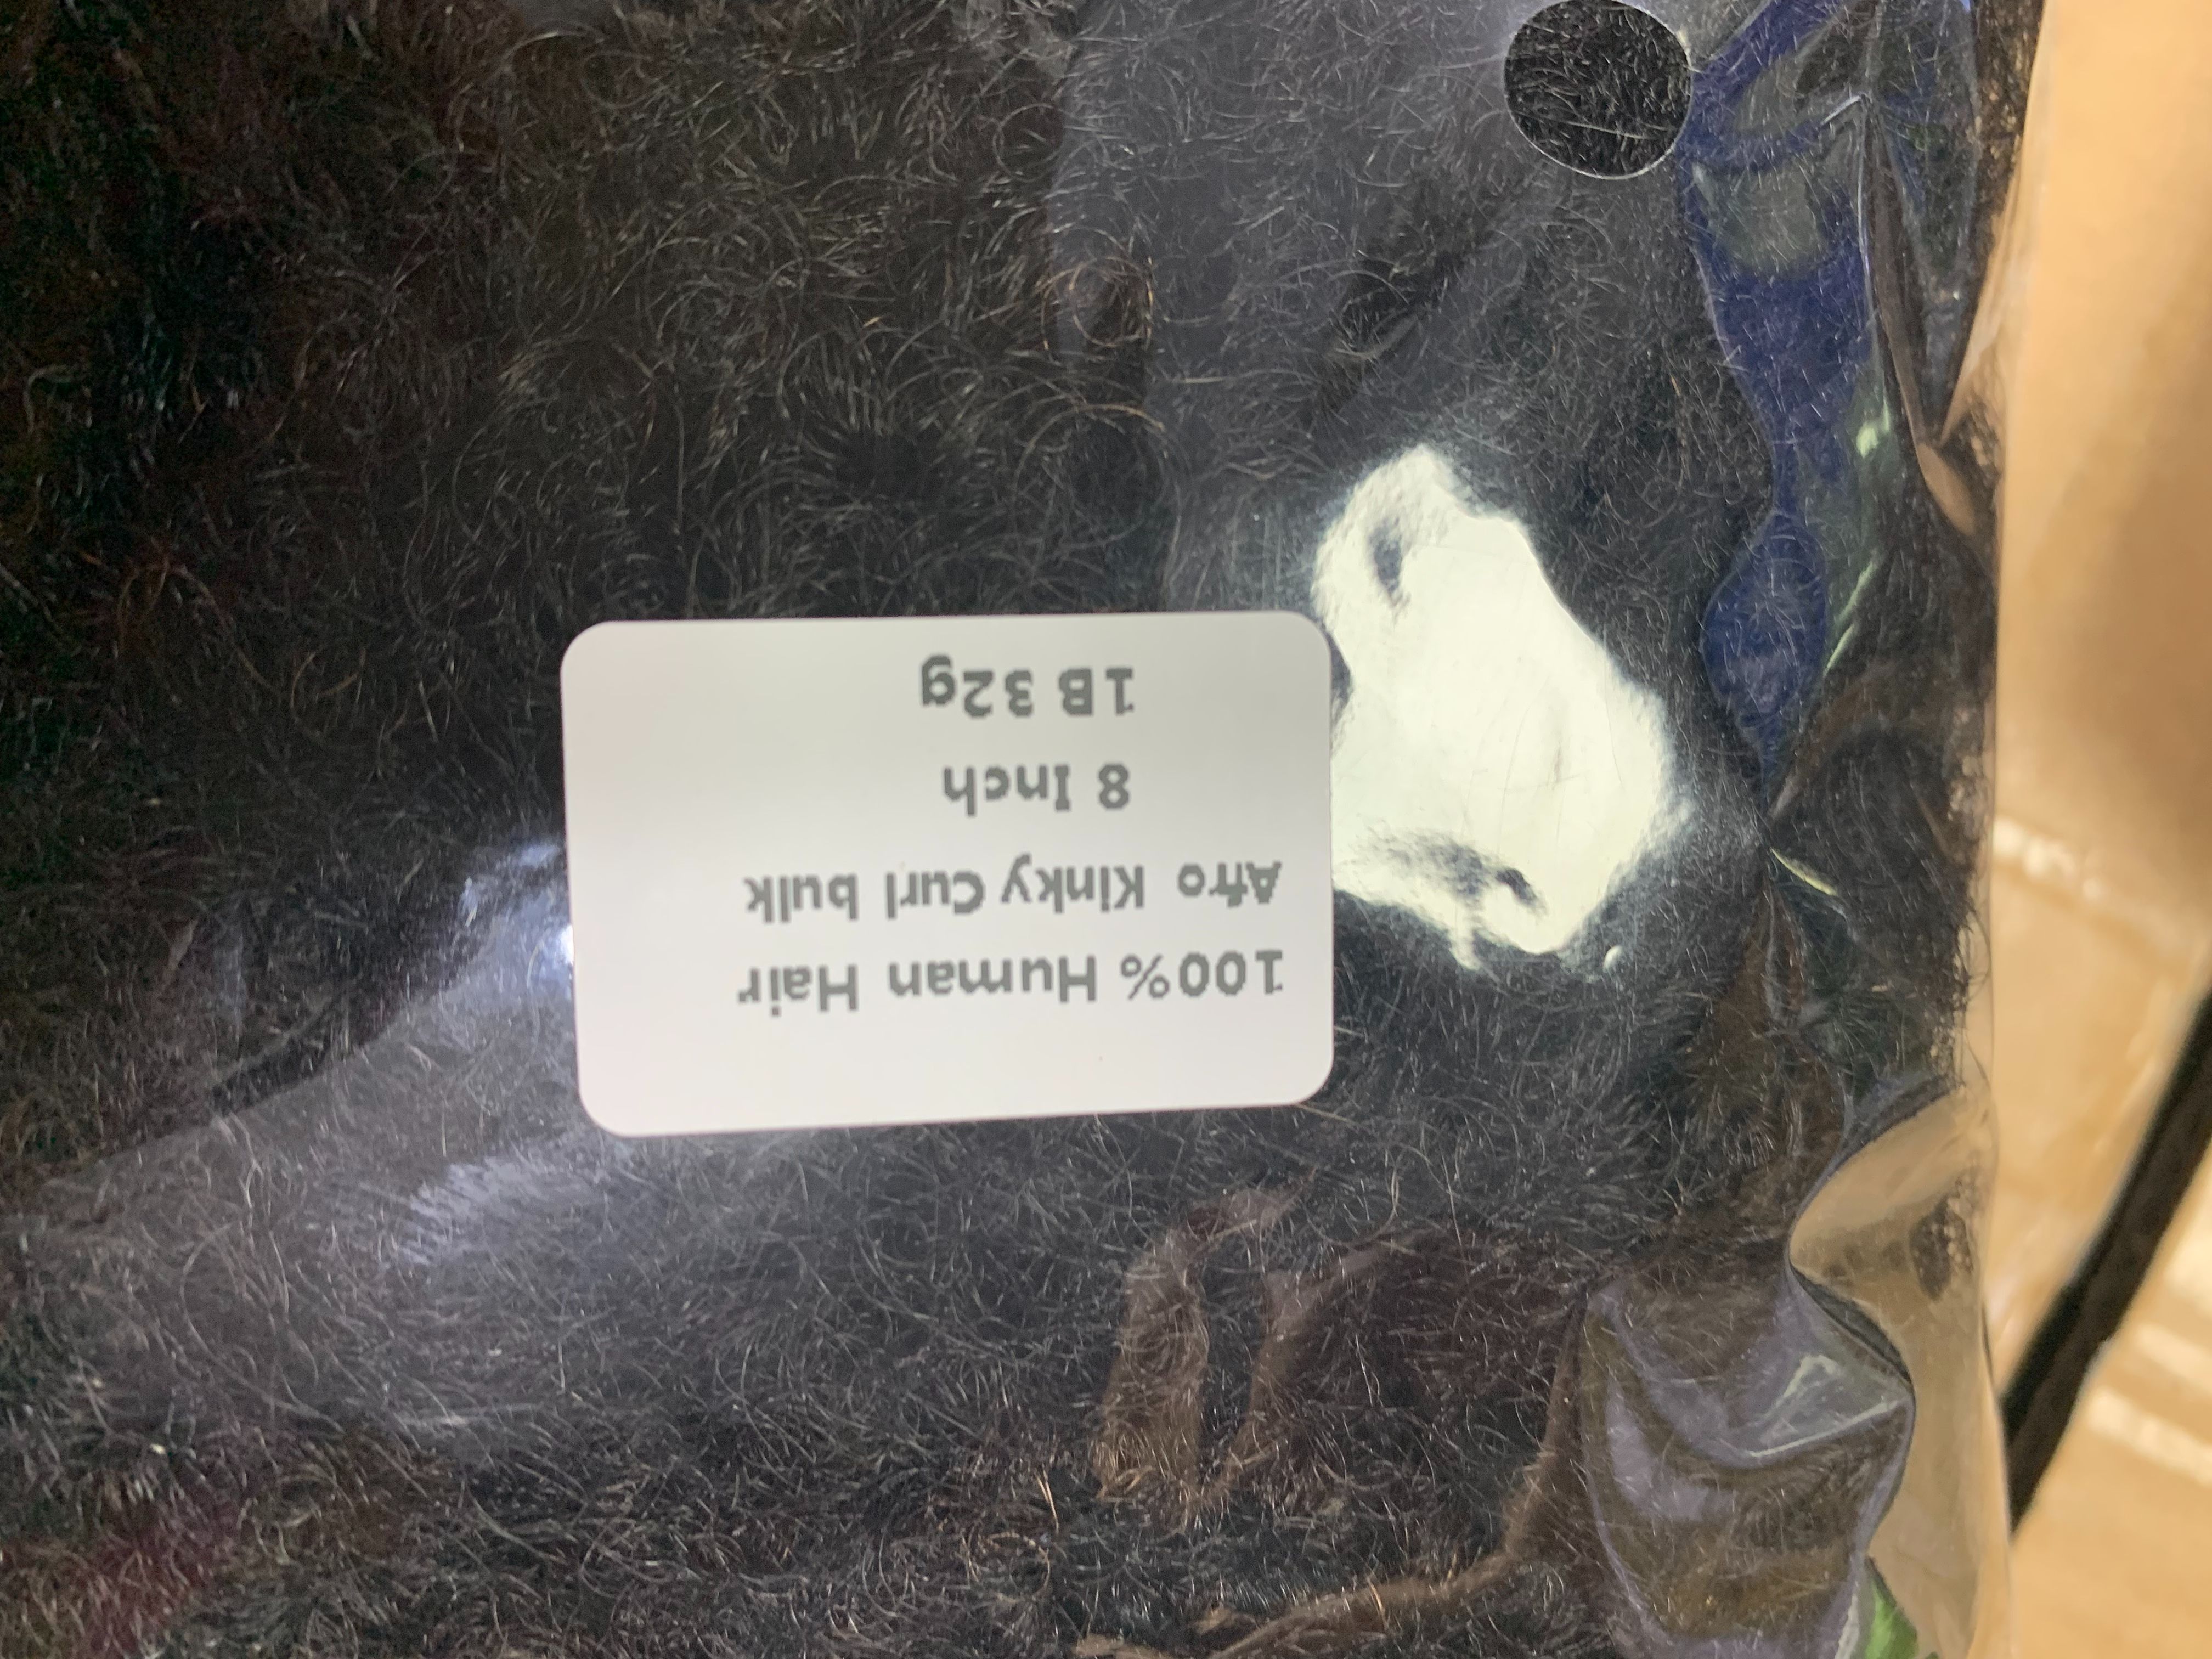 100% Human Hair
Afro Kinky Curl bulk
8 Inch
1B 32g